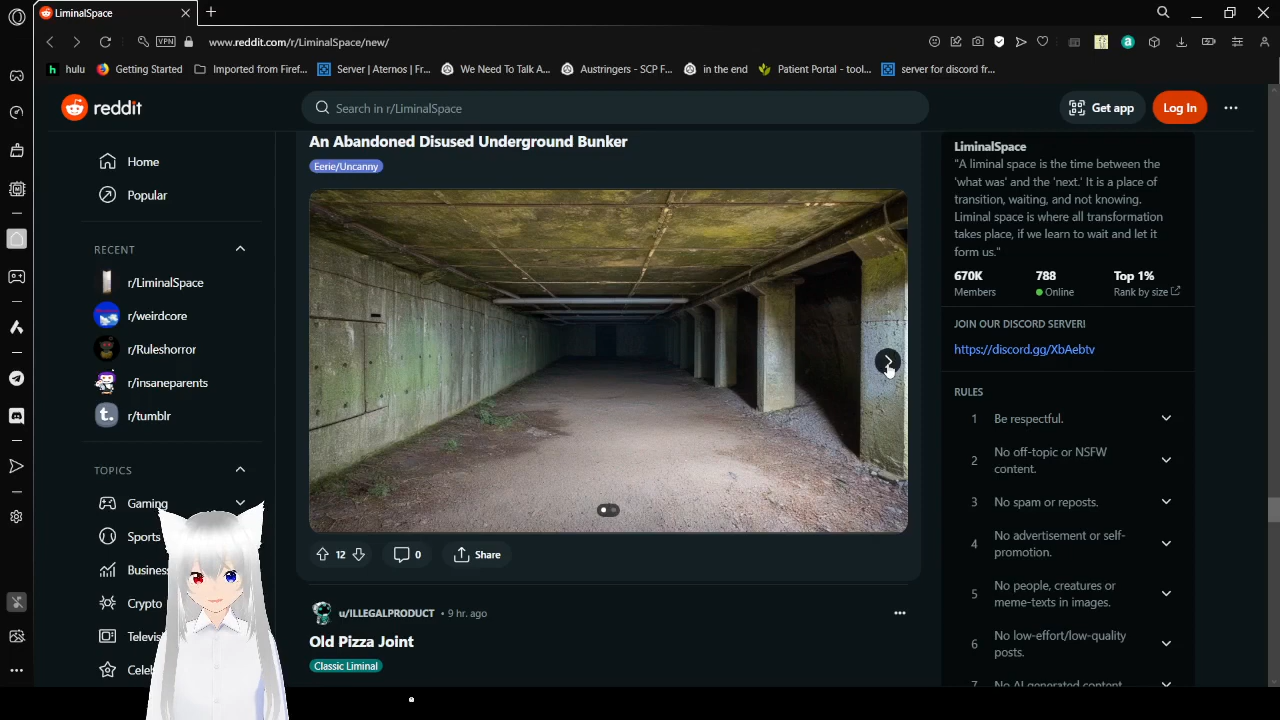 LiminalSpace
www.reddit.com/r/LiminalSpace/new/
VPN
hulu
Getting Started
Imported from Firef...
Server | Aternos | Fr...
We Need To Talk A...
Austringers - SCP F...
in the end
Patient Portal - tool...
server for discord fr...
reddit
Search in r/LiminalSpace
Get app
Log In
Home
Popular
RECENT
r/LiminalSpace
r/weirdcore
r/Ruleshorror
r/insaneparents
r/tumblr
TOPICS
Gaming
Sports
Business
Crypto
Televisi
Celeb
An Abandoned Disused Underground Bunker
Eerie/Uncanny
12
0
Share
u/ILLEGALPRODUCT • 9 hr. ago
Old Pizza Joint
Classic Liminal
LiminalSpace
"A liminal space is the time between the
'what was' and the 'next.' It is a place of
transition, waiting, and not knowing.
Liminal space is where all transformation
takes place, if we learn to wait and let it
form us."
670K
Members
788
Online
Top 1%
Rank by size
JOIN OUR DISCORD SERVER!
https://discord.gg/XbAebtv
RULES
1 Be respectful.
2 No off-topic or NSFW
content.
3 No spam or reposts.
4 No advertisement or self-
promotion.
5 No people, creatures or
meme-texts in images.
6 No low-effort/low-quality
posts.
7 No AI generated content